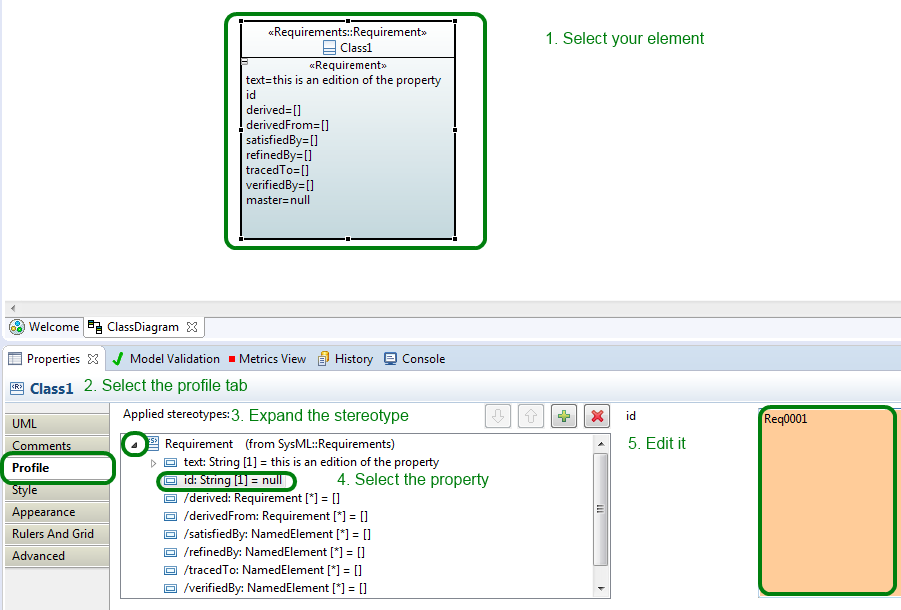 «Requirements::Requirement»
Class1
«Requirement»
text=this is an edition of the property
id
derived=[]
derivedFrom=[]
satisfiedBy=[]
refinedBy=[]
tracedTo=[]
verifiedBy=[]
master=null
1. Select your element
Welcome ClassDiagram
Properties Model Validation Metrics View History Console
«R» Class1 2. Select the profile tab
UML
Comments
Profile
Style
Appearance
Rulers And Grid
Advanced
Applied stereotypes: 3. Expand the stereotype
Requirement (from SysML::Requirements)
text: String [1] = this is an edition of the property
id: String [1] = null 4. Select the property
/derived: Requirement [*] = []
/derivedFrom: Requirement [*] = []
/satisfiedBy: NamedElement [*] = []
/refinedBy: NamedElement [*] = []
/tracedTo: NamedElement [*] = []
/verifiedBy: NamedElement [*] = []
id
5. Edit it
Req0001